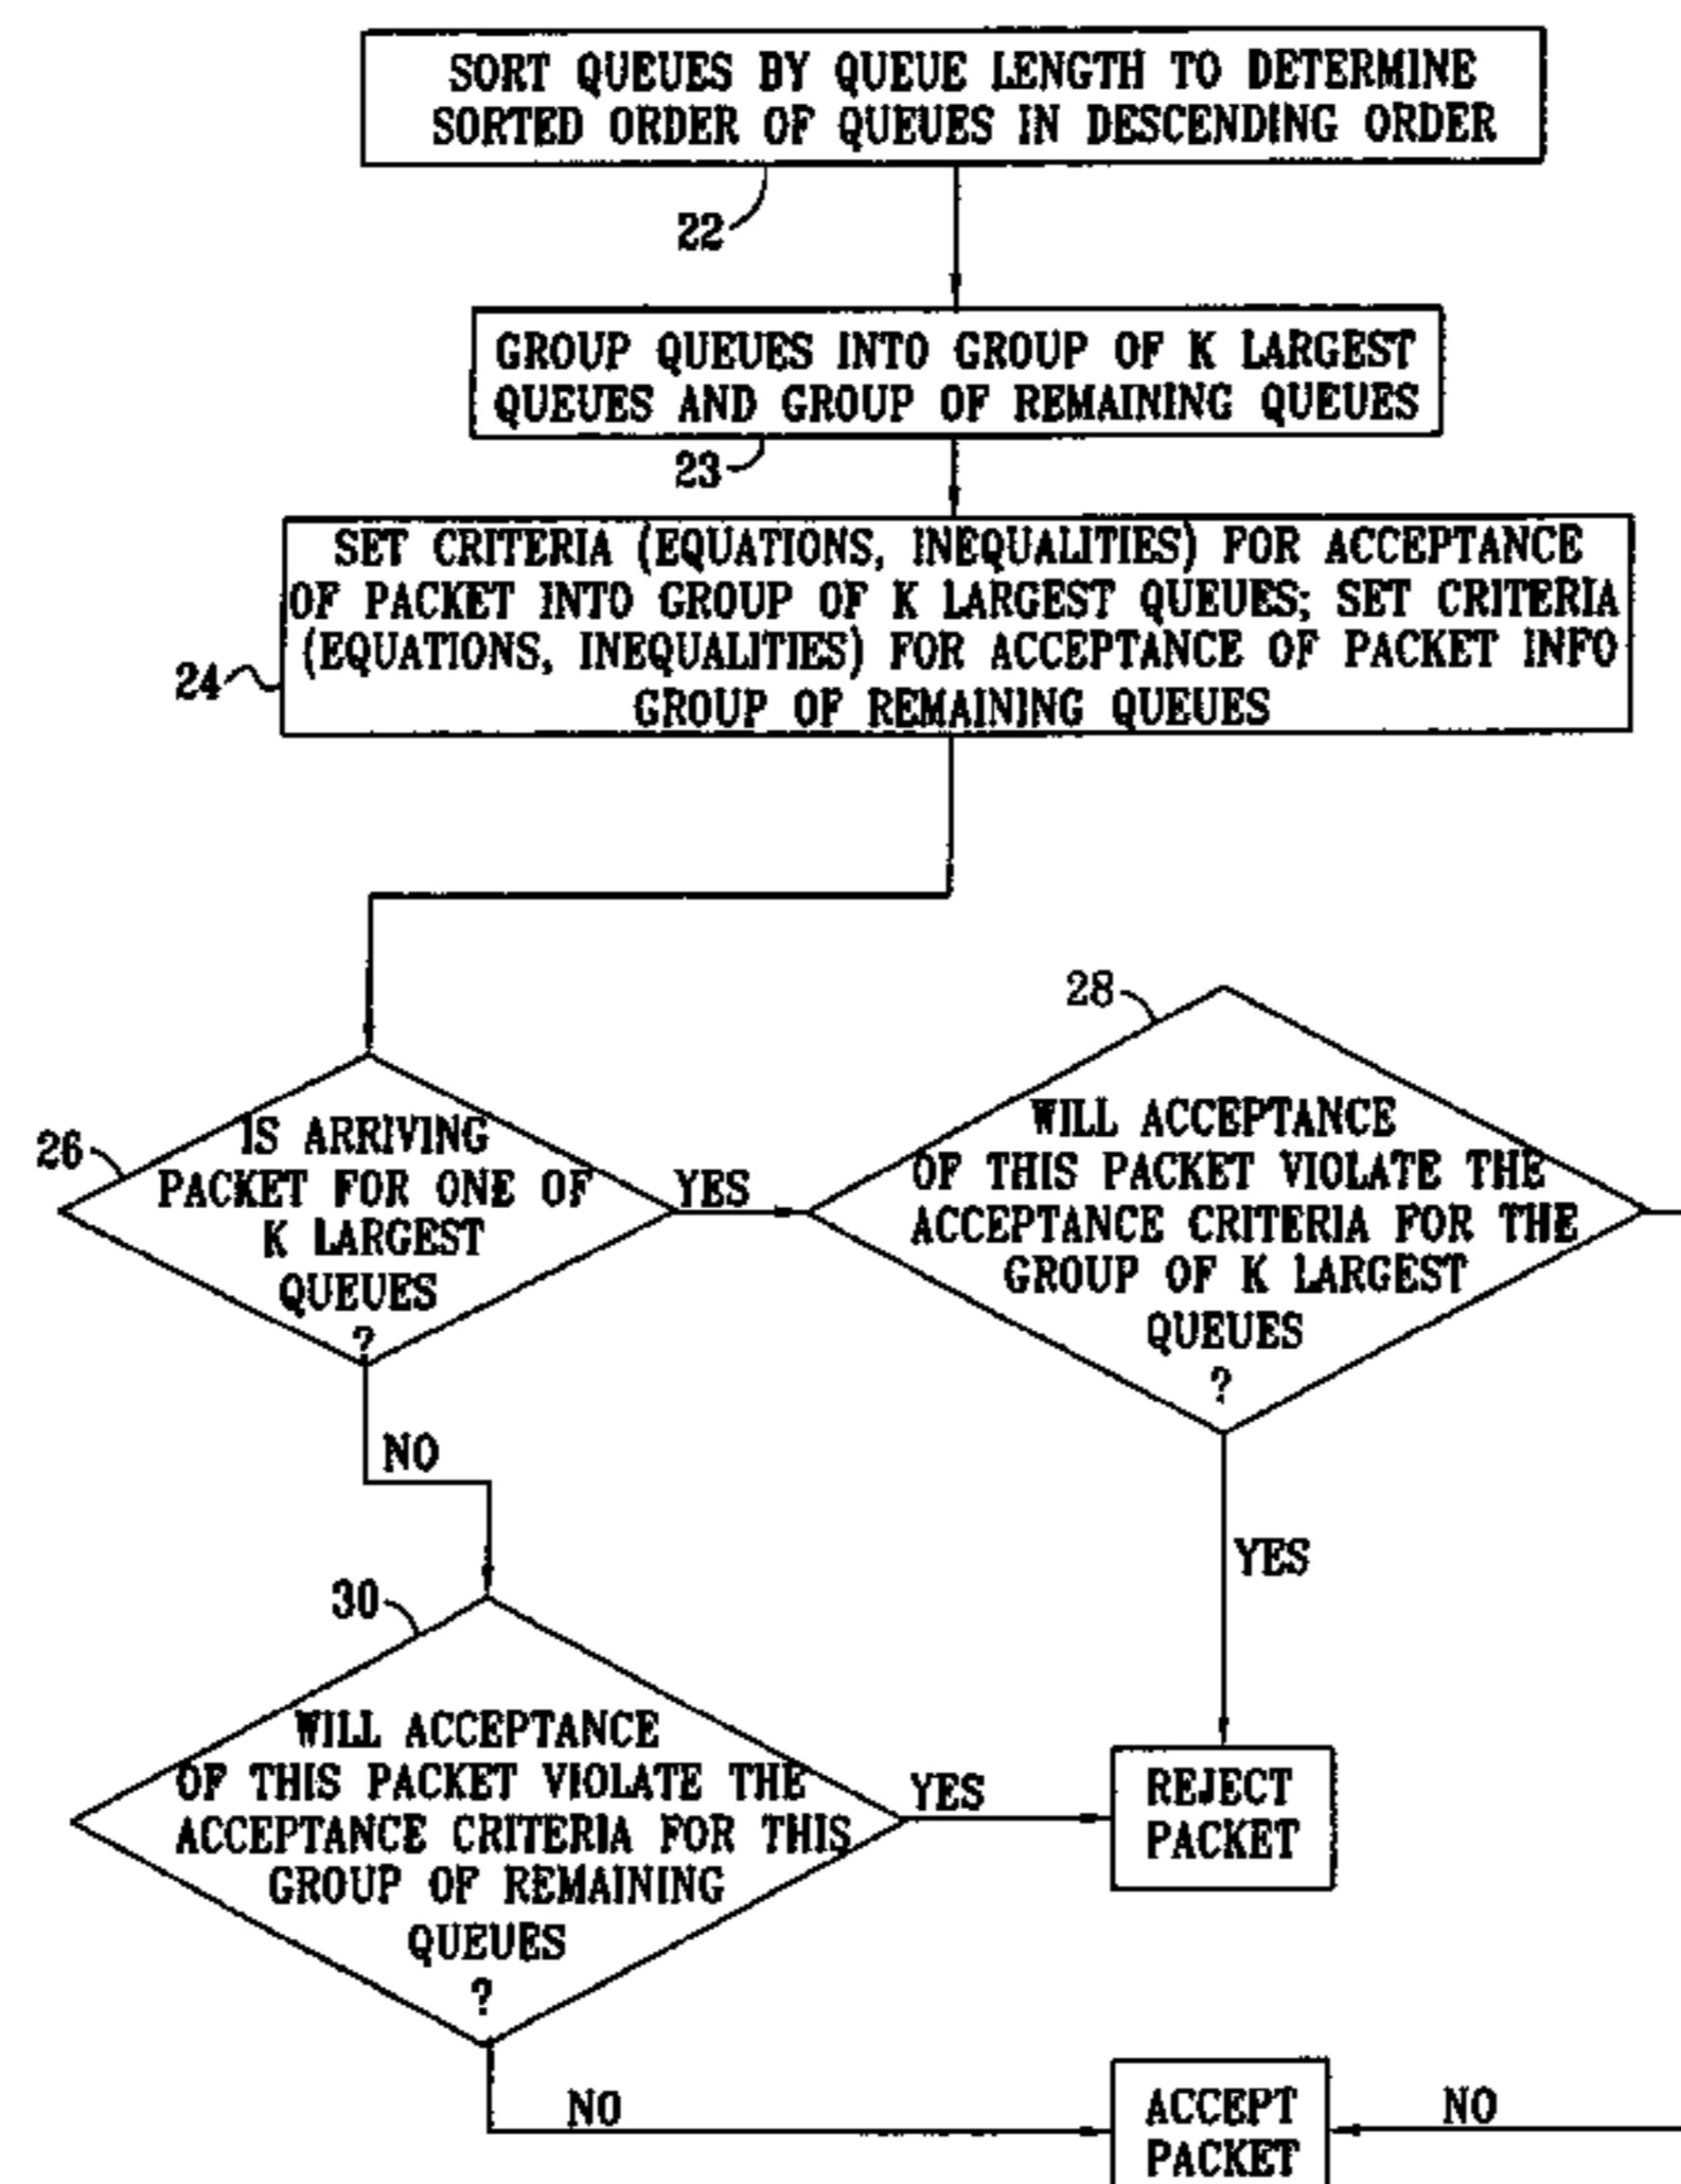 SORT QUEUES BY QUEUE LENGTH TO DETERMINE
SORTED ORDER OF QUEUES IN DESCENDING ORDER
22
GROUP QUEUES INTO GROUP OF K LARGEST
QUEUES AND GROUP OF REMAINING QUEUES
23
SET CRITERIA (EQUATIONS, INEQUALITIES) FOR ACCEPTANCE
OF PACKET INTO GROUP OF K LARGEST QUEUES; SET CRITERIA
(EQUATIONS, INEQUALITIES) FOR ACCEPTANCE OF PACKET INFO
GROUP OF REMAINING QUEUES
24
26
IS ARRIVING
PACKET FOR ONE OF
K LARGEST
QUEUES
?
YES
NO
28
WILL ACCEPTANCE
OF THIS PACKET VIOLATE THE
ACCEPTANCE CRITERIA FOR THE
GROUP OF K LARGEST
QUEUES
?
YES
30
WILL ACCEPTANCE
OF THIS PACKET VIOLATE THE
ACCEPTANCE CRITERIA FOR THIS
GROUP OF REMAINING
QUEUES
?
YES
REJECT
PACKET
NO
ACCEPT
PACKET
NO